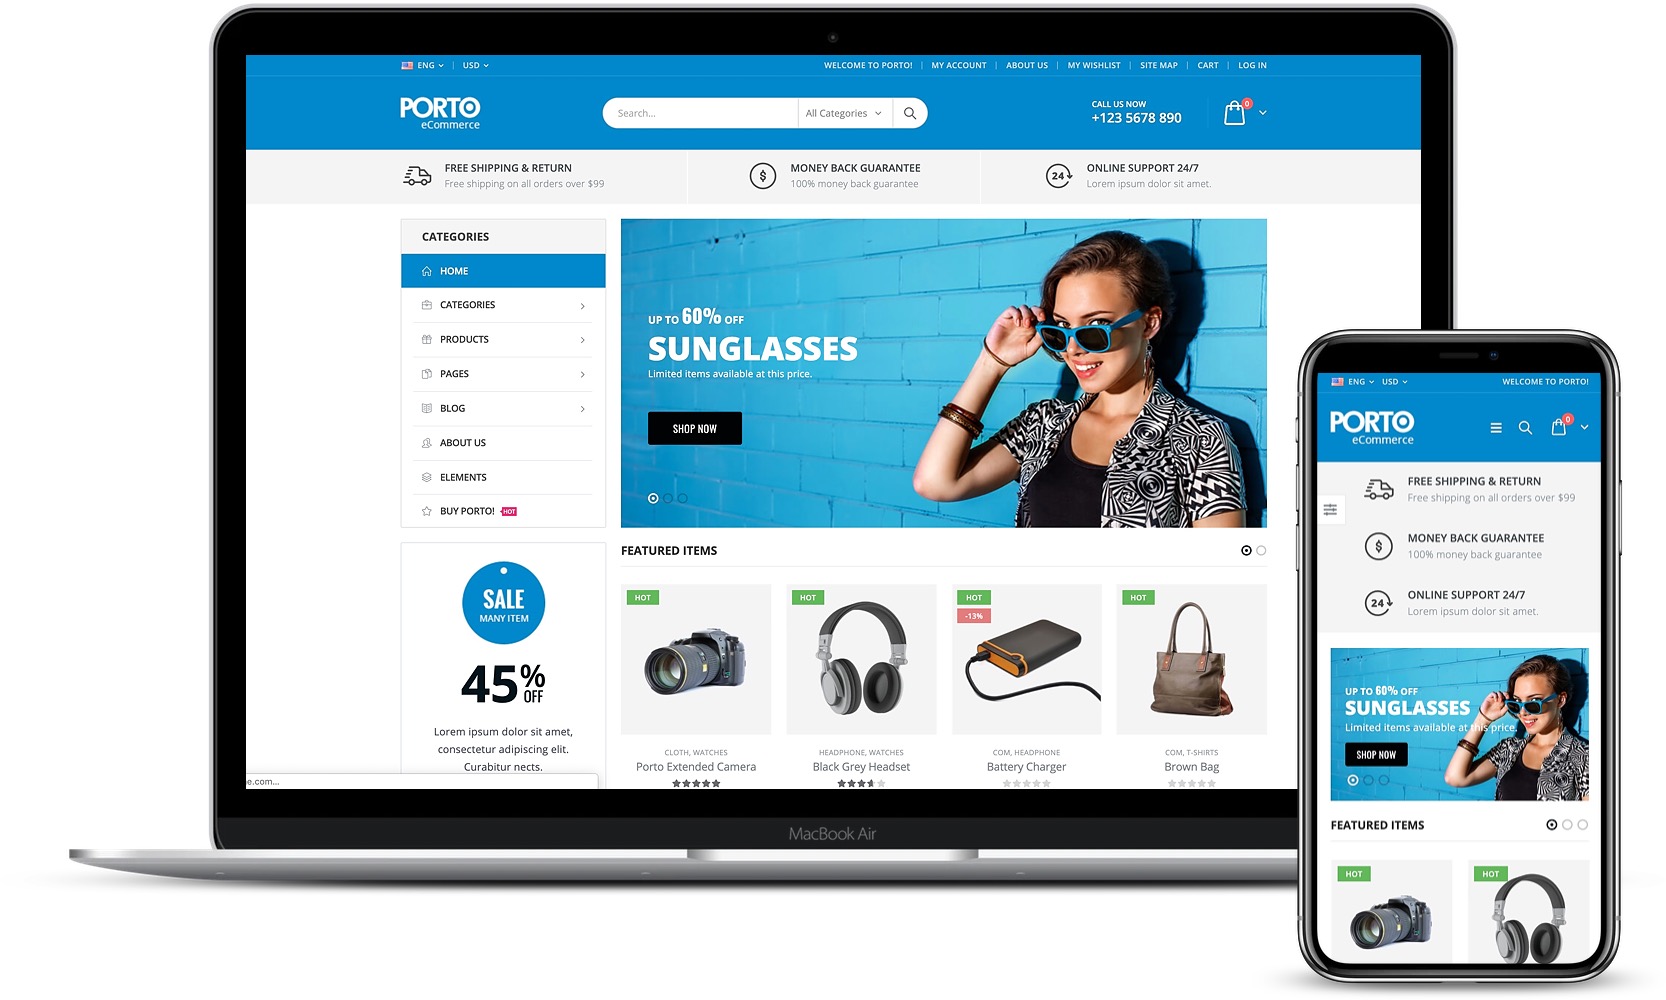 ENG USD WELCOME TO PORTO! MY ACCOUNT ABOUT US MY WISHLIST SITE MAP CART LOG IN
PORTO
eCommerce
Search... All Categories
CALL US NOW
+123 5678 890
0
FREE SHIPPING & RETURN
Free shipping on all orders over $99
MONEY BACK GUARANTEE
100% money back guarantee
24
ONLINE SUPPORT 24/7
Lorem ipsum dolor sit amet.
CATEGORIES
HOME
CATEGORIES
PRODUCTS
PAGES
BLOG
ABOUT US
ELEMENTS
BUY PORTO! HOT
UP TO 60% OFF
SUNGLASSES
Limited items available at this price.
SHOP NOW
SALE
MANY ITEM
45% OFF
Lorem ipsum dolor sit amet,
consectetur adipiscing elit.
Curabitur nects.
e.com...
FEATURED ITEMS
HOT
HOT
HOT
-13%
HOT
CLOTH, WATCHES
Porto Extended Camera
HEADPHONE, WATCHES
Black Grey Headset
COM, HEADPHONE
Battery Charger
COM, T-SHIRTS
Brown Bag
MacBook Air
ENG USD WELCOME TO PORTO!
PORTO
eCommerce
0
FREE SHIPPING & RETURN
Free shipping on all orders over $99
MONEY BACK GUARANTEE
100% money back guarantee
24
ONLINE SUPPORT 24/7
Lorem ipsum dolor sit amet.
UP TO 60% OFF
SUNGLASSES
Limited items available at this price.
SHOP NOW
FEATURED ITEMS
HOT
HOT